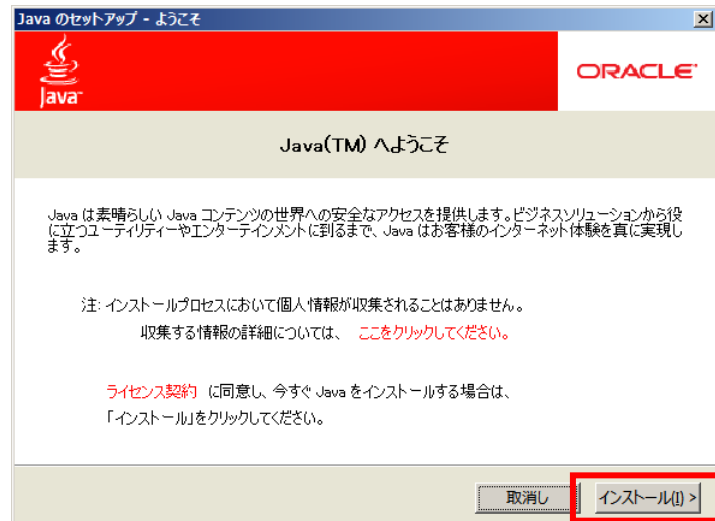 Java のセットアップ - ようこそ
Java™
ORACLE®
Java(TM) へようこそ
Java は素晴らしい Java コンテンツの世界への安全なアクセスを提供します。ビジネスソリューションから役
に立つユーティリティーやエンターテインメントに到るまで、Java はお客様のインターネット体験を真に実現し
ます。
注: インストールプロセスにおいて個人情報が収集されることはありません。
収集する情報の詳細については、 ここをクリックしてください。
ライセンス契約 に同意し、今すぐ Java をインストールする場合は、
「インストール」をクリックしてください。
取消し インストール(I) >